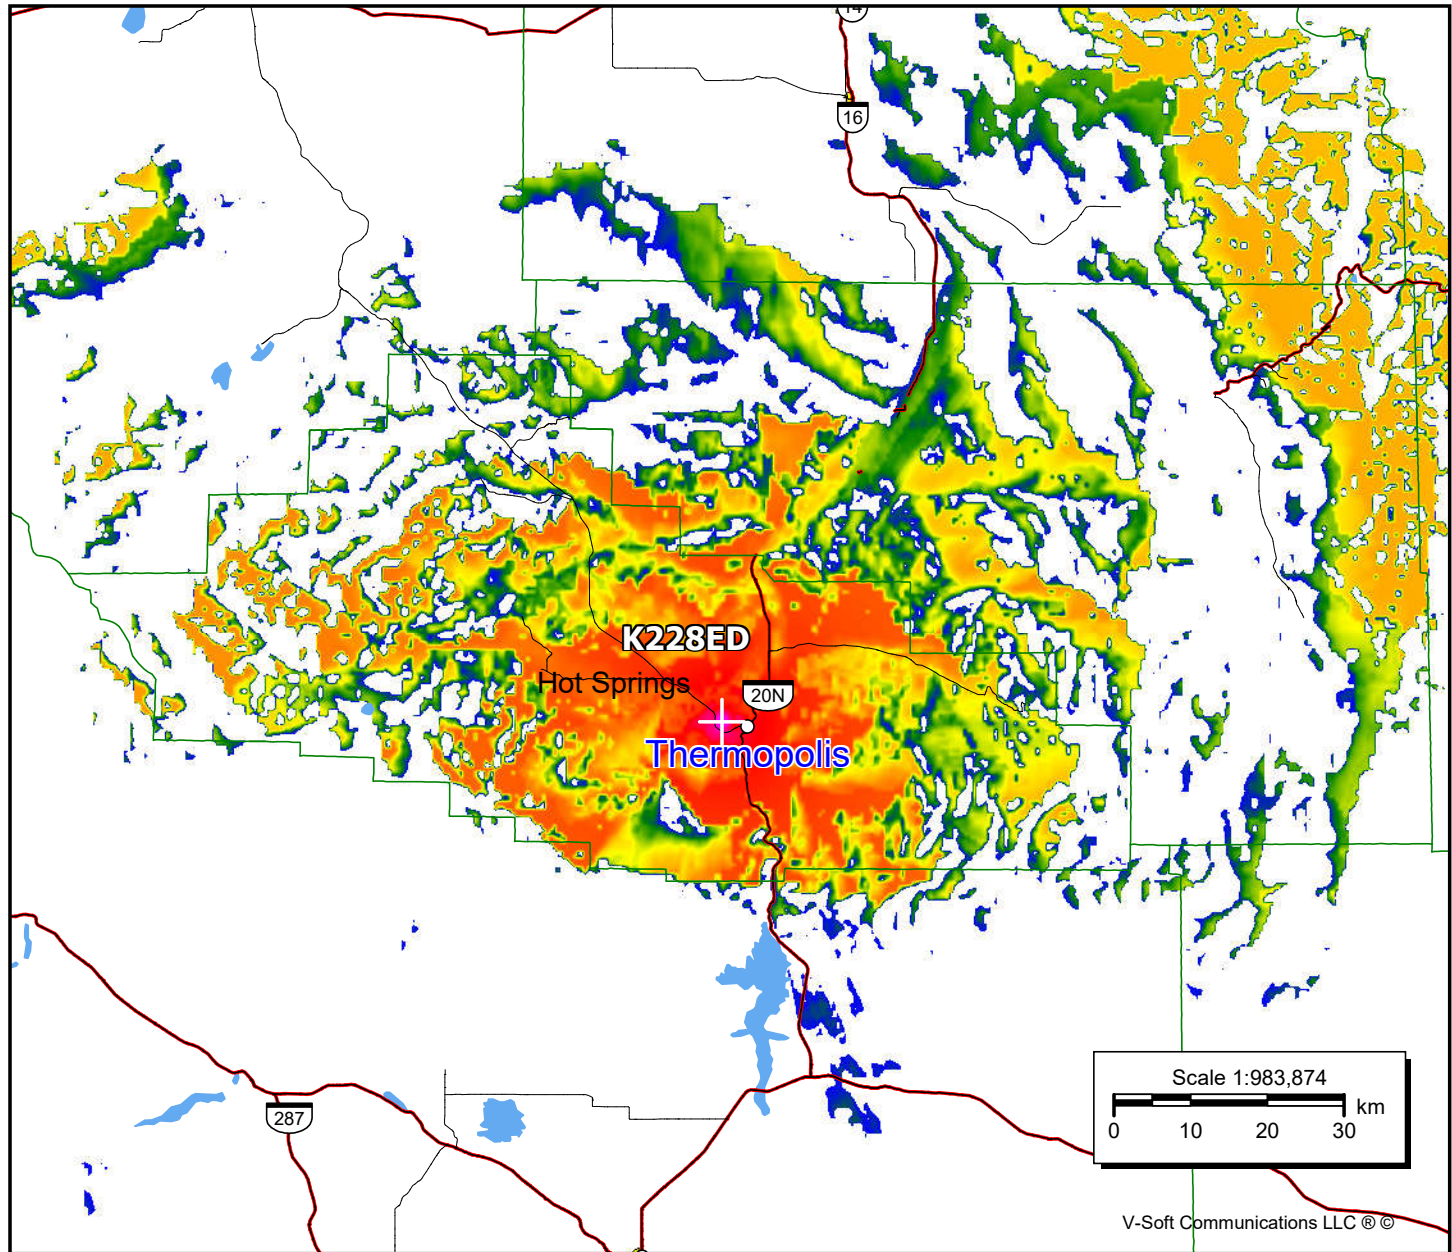 14
16
K228ED
Hot Springs
20N
Thermopolis
Scale 1:983,874
km
0 10 20 30
287
V-Soft Communications LLC ® ©